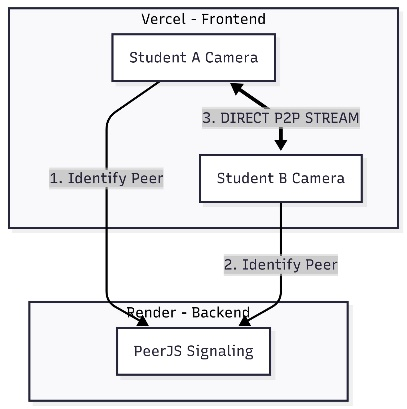 Vercel - Frontend
Student A Camera
3. DIRECT P2P STREAM
1. Identify Peer
Student B Camera
2. Identify Peer
Render - Backend
PeerJS Signaling